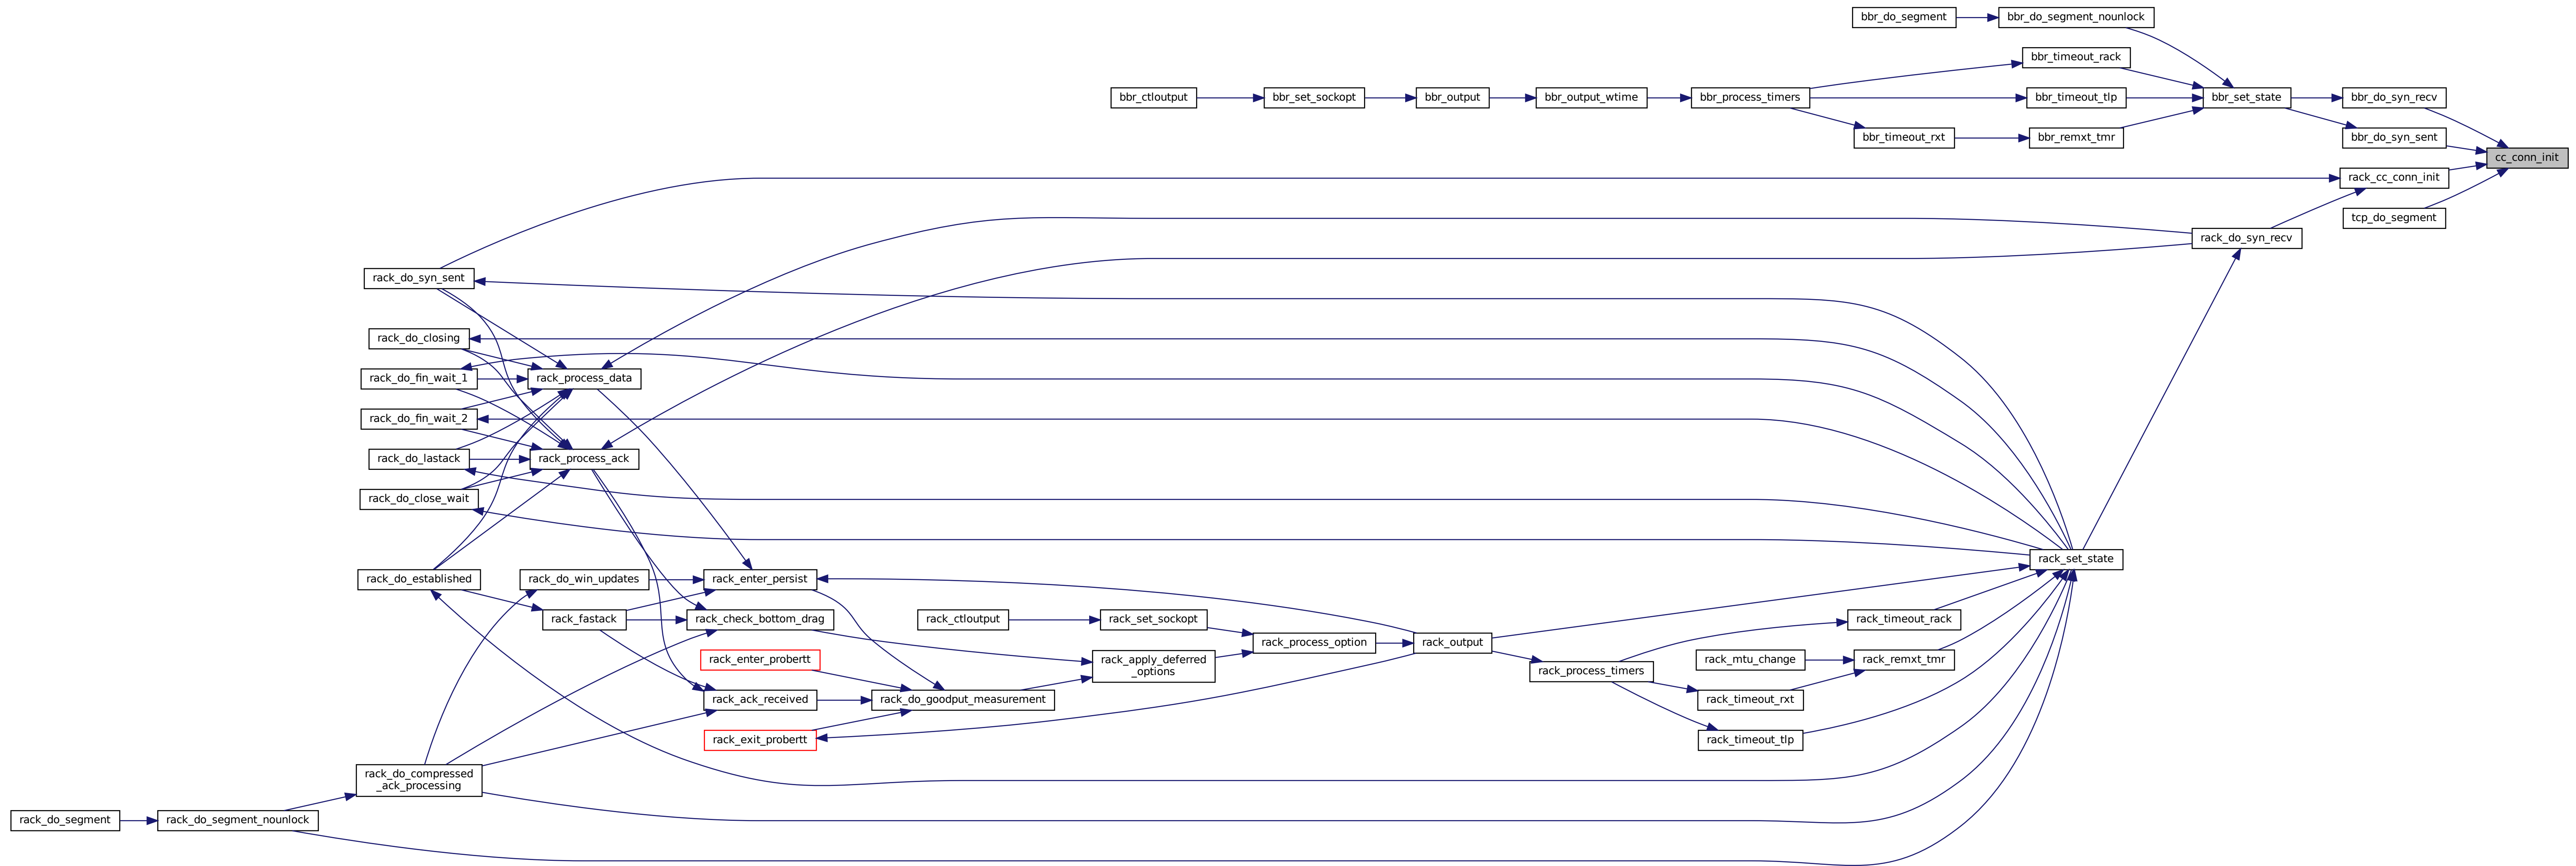 bbr_do_segment
bbr_do_segment_nounlock
bbr_timeout_rack
bbr_ctloutput
bbr_set_sockopt
bbr_output
bbr_output_wtime
bbr_process_timers
bbr_timeout_tlp
bbr_set_state
bbr_do_syn_recv
bbr_timeout_rxt
bbr_remxt_tmr
bbr_do_syn_sent
cc_conn_init
rack_cc_conn_init
tcp_do_segment
rack_do_syn_recv
rack_do_syn_sent
rack_do_closing
rack_do_fin_wait_1
rack_process_data
rack_do_fin_wait_2
rack_do_lastack
rack_process_ack
rack_do_close_wait
rack_set_state
rack_do_established
rack_do_win_updates
rack_enter_persist
rack_fastack
rack_check_bottom_drag
rack_ctloutput
rack_set_sockopt
rack_timeout_rack
rack_process_option
rack_output
rack_enter_probertt
rack_apply_deferred
_options
rack_mtu_change
rack_remxt_tmr
rack_process_timers
rack_ack_received
rack_do_goodput_measurement
rack_timeout_rxt
rack_exit_probertt
rack_timeout_tlp
rack_do_compressed
_ack_processing
rack_do_segment
rack_do_segment_nounlock